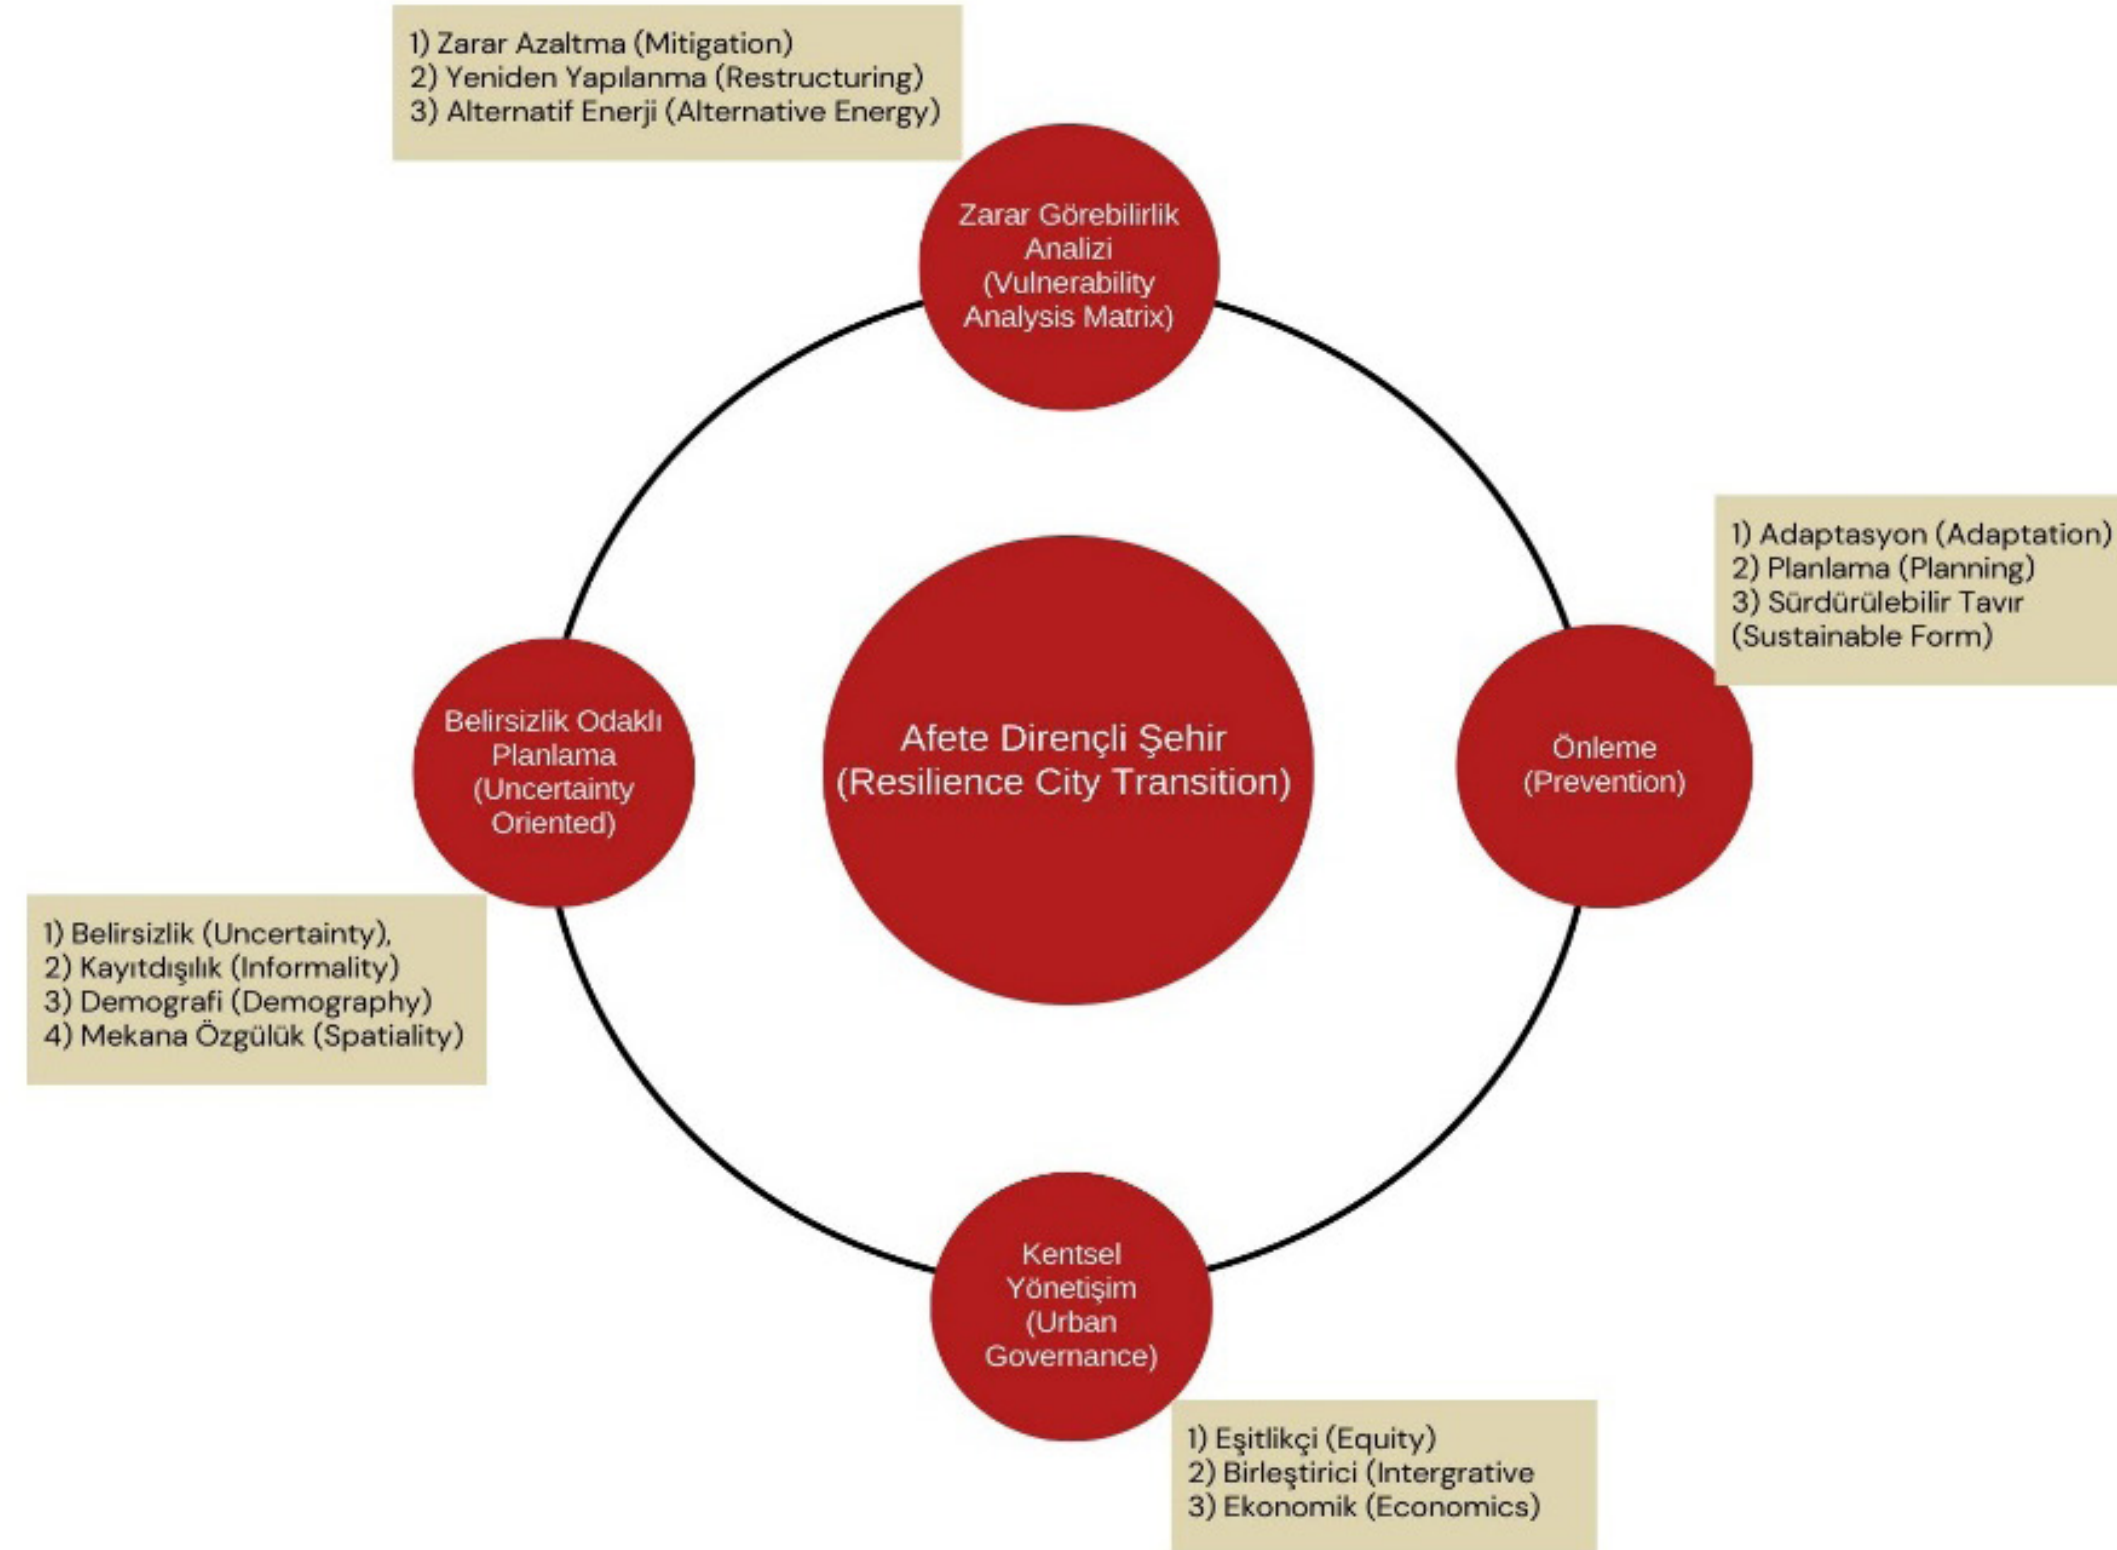 1) Zarar Azaltma (Mitigation)
2) Yeniden Yapılanma (Restructuring)
3) Alternatif Enerji (Alternative Energy)
Zarar Görebilirlik
Analizi
(Vulnerability
Analysis Matrix)
1) Adaptasyon (Adaptation)
2) Planlama (Planning)
3) Sürdürülebilir Tavır
(Sustainable Form)
Önleme
(Prevention)
Afete Dirençli Şehir
(Resilience City Transition)
Belirsizlik Odaklı
Planlama
(Uncertainty
Oriented)
1) Belirsizlik (Uncertainty),
2) Kayıtdışılık (Informality)
3) Demografi (Demography)
4) Mekana Özgülük (Spatiality)
Kentsel
Yönetişim
(Urban
Governance)
1) Eşitlikçi (Equity)
2) Birleştirici (Intergrative
3) Ekonomik (Economics)